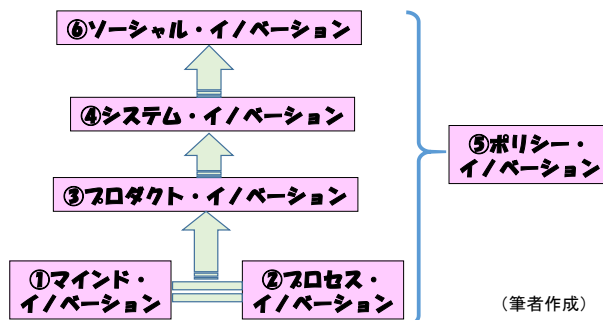 ⑥ソーシャル・イノベーション
④システム・イノベーション
⑤ポリシー・
イノベーション
③プロダクト・イノベーション
①マインド・
イノベーション
②プロセス・
イノベーション
（筆者作成）